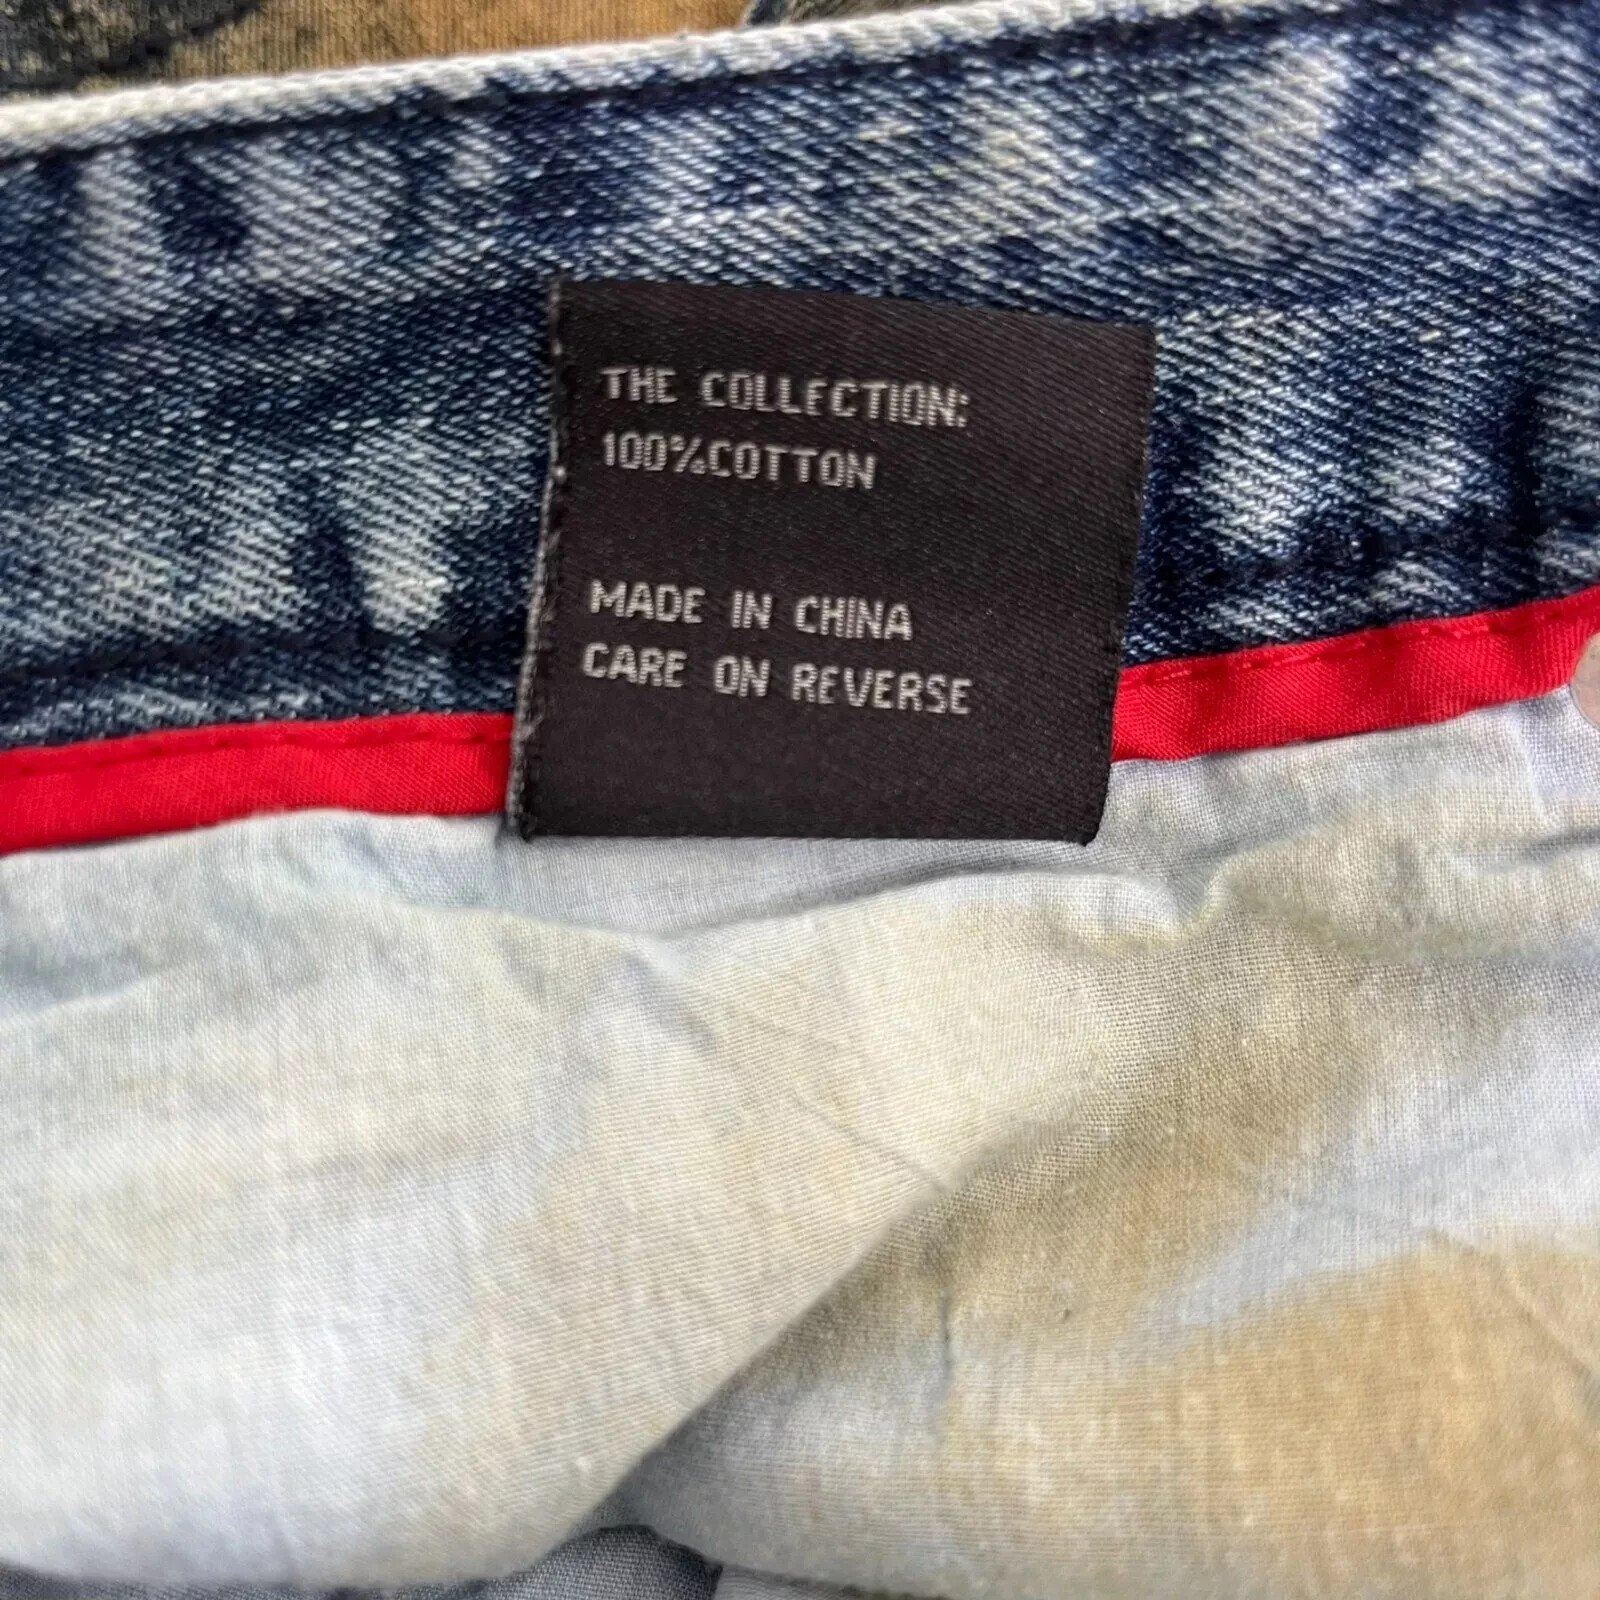 THE COLLECTION:
100%COTTON
MADE IN CHINA
CARE ON REVERSE